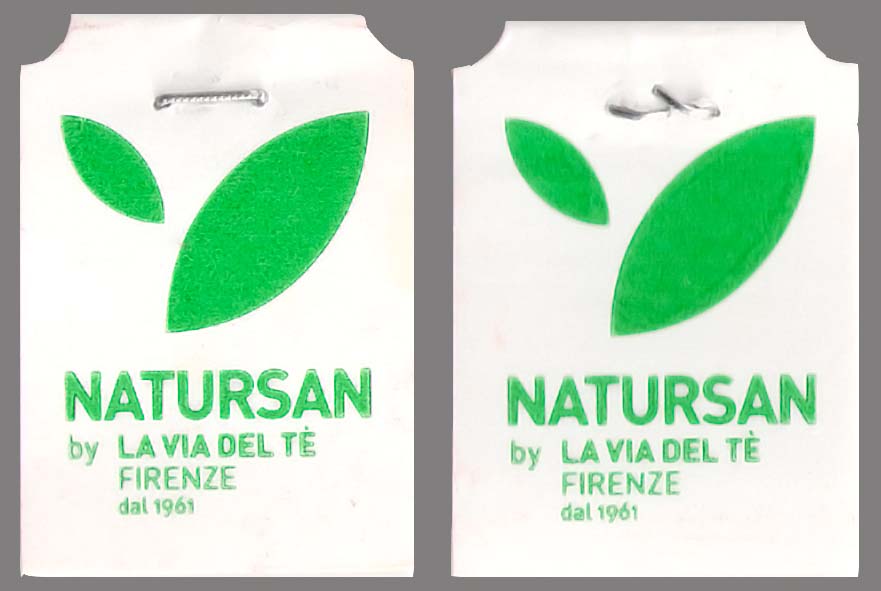 NATURSAN
by LA VIA DEL TÈ
FIRENZE
dal 1961
NATURSAN
by LA VIA DEL TÈ
FIRENZE
dal 1961